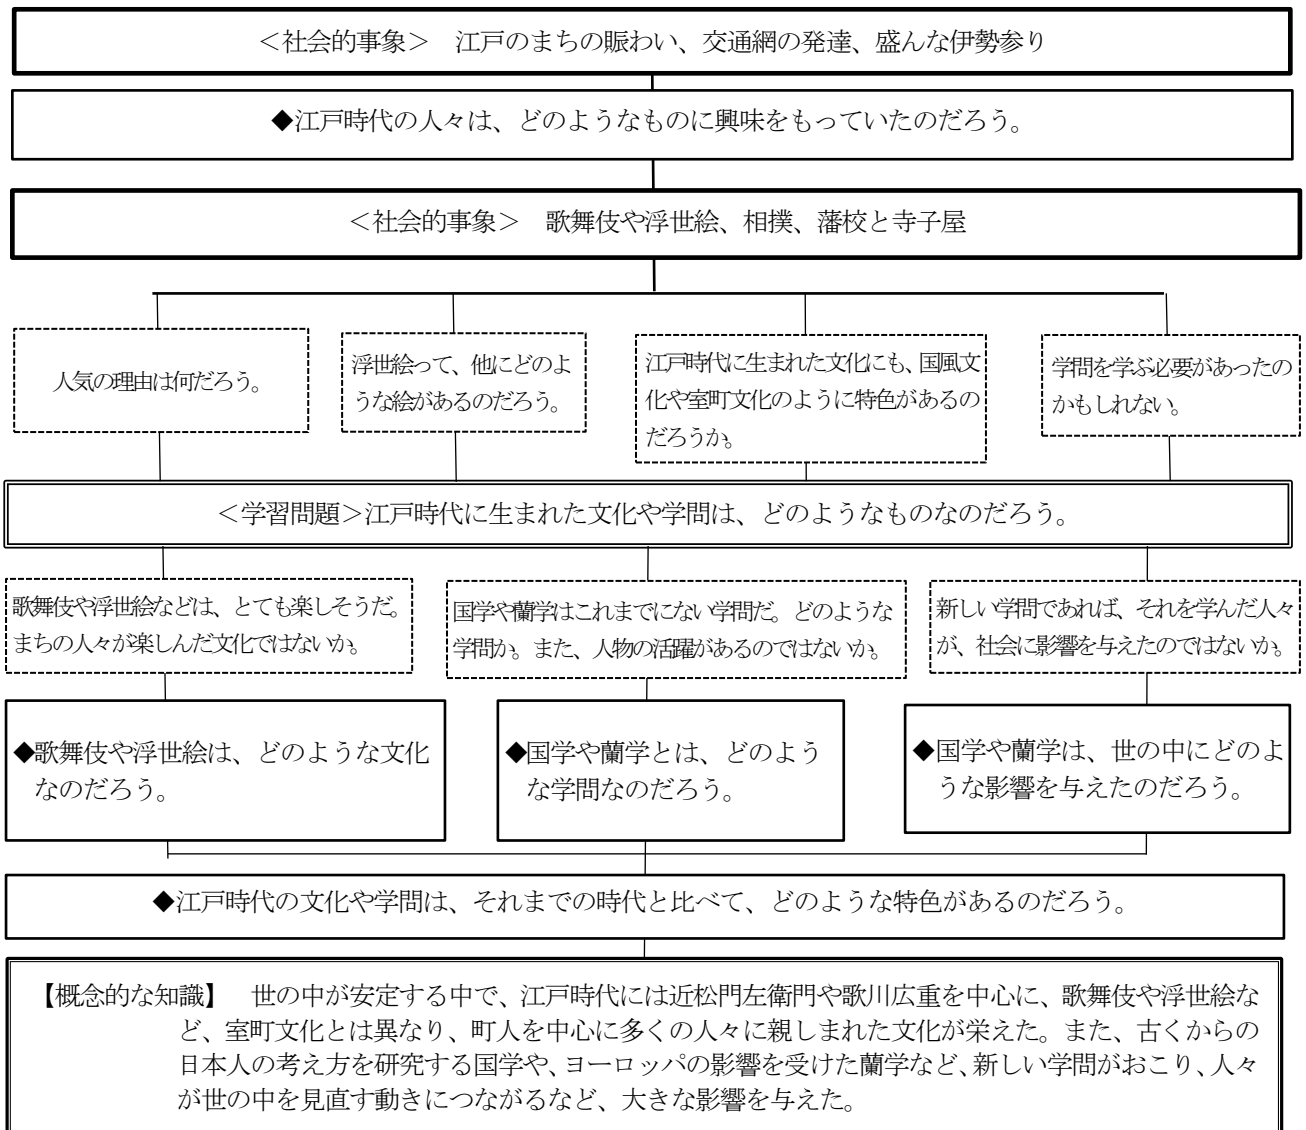 ＜社会的事象＞　江戸のまちの賑わい、交通網の発達、盛んな伊勢参り
◆江戸時代の人々は、どのようなものに興味をもっていたのだろう。
＜社会的事象＞　歌舞伎や浮世絵、相撲、藩校と寺子屋
人気の理由は何だろう。
浮世絵って、他にどのよ
うな絵があるのだろう。
江戸時代に生まれた文化にも、国風文
化や室町文化のように特色があるの
だろうか。
学問を学ぶ必要があったの
かもしれない。
＜学習問題＞江戸時代に生まれた文化や学問は、どのようなものなのだろう。
歌舞伎や浮世絵などは、とても楽しそうだ。
まちの人々が楽しんだ文化ではないか。
国学や蘭学はこれまでにない学問だ。どのような
学問か。また、人物の活躍があるのではないか。
新しい学問であれば、それを学んだ人々
が、社会に影響を与えたのではないか。
◆歌舞伎や浮世絵は、どのような文化
なのだろう。
◆国学や蘭学とは、どのよう
な学問なのだろう。
◆国学や蘭学は、世の中にどのよ
うな影響を与えたのだろう。
◆江戸時代の文化や学問は、それまでの時代と比べて、どのような特色があるのだろう。
【概念的な知識】　世の中が安定する中で、江戸時代には近松門左衛門や歌川広重を中心に、歌舞伎や浮世絵な
ど、室町文化とは異なり、町人を中心に多くの人々に親しまれた文化が栄えた。また、古くからの
日本人の考え方を研究する国学や、ヨーロッパの影響を受けた蘭学など、新しい学問がおこり、人々
が世の中を見直す動きにつながるなど、大きな影響を与えた。